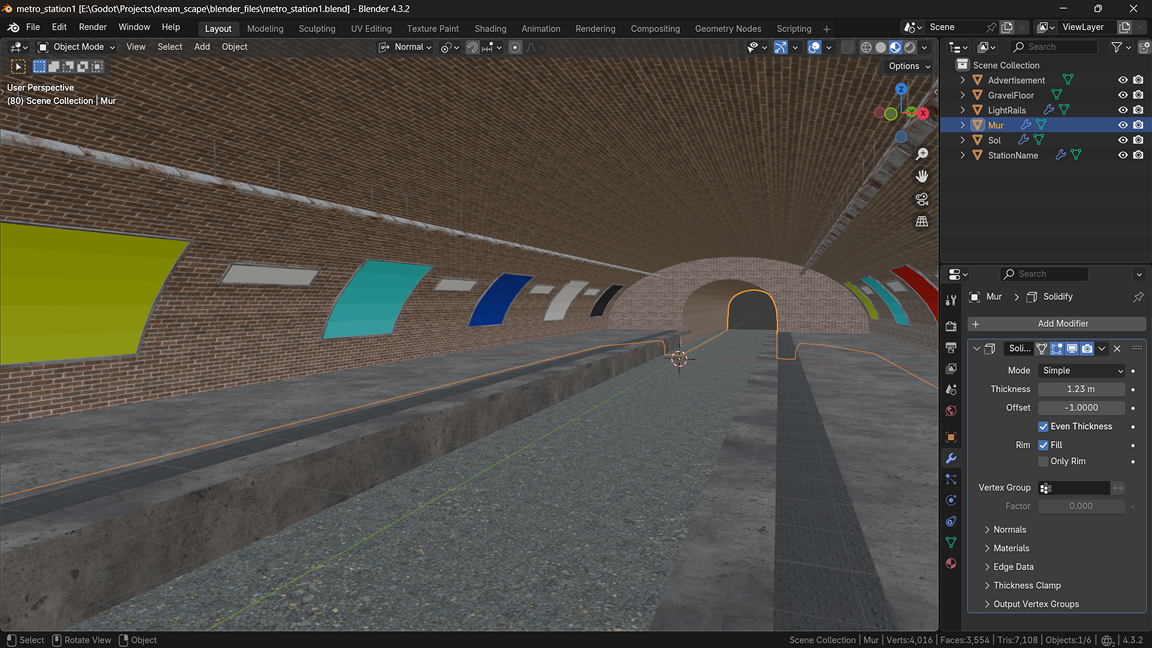 metro_station1 [E:\Godot\Projects\dream_scape\blender_files\metro_station1.blend] - Blender 4.3.2
File Edit Render Window Help Layout Modeling Sculpting UV Editing Texture Paint Shading Animation Rendering Compositing Geometry Nodes Scripting + Scene ViewLayer
Object Mode View Select Add Object Normal Search
Options
User Perspective
(80) Scene Collection | Mur
Z
Y
X
Scene Collection
Advertisement
GravelFloor
LightRails
Mur
Sol
StationName
Search
Mur > Solidify
+ Add Modifier
Soli...
Mode Simple
Thickness 1.23 m
Offset -1.0000
Even Thickness
Rim Fill
Only Rim
Vertex Group
Factor 0.000
Normals
Materials
Edge Data
Thickness Clamp
Output Vertex Groups
Select Rotate View Object Scene Collection | Mur | Verts:4,016 | Faces:3,554 | Tris:7,108 | Objects:1/6 | 4.3.2